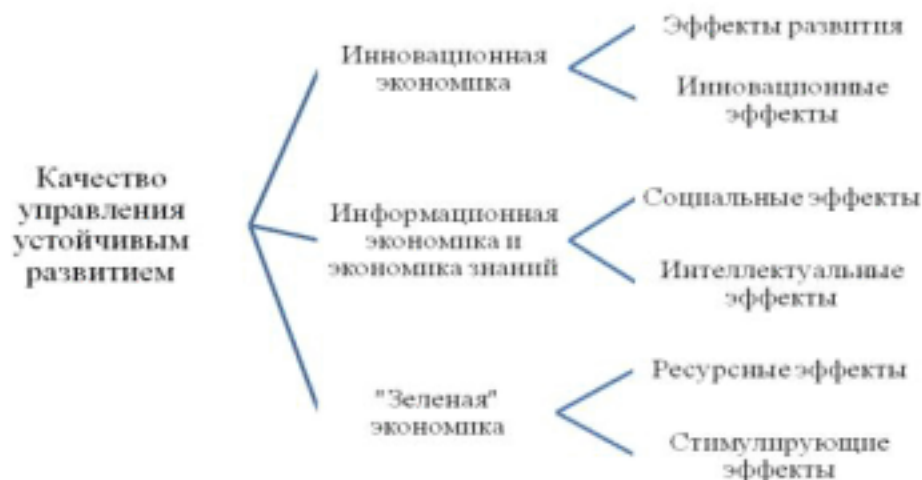 Качество
управления
устойчивым
развитием
Инновационная
экономика
Эффекты развития
Инновационные
эффекты
Информационная
экономика и
экономика знаний
Социальные эффекты
Интеллектуальные
эффекты
"Зеленая"
экономика
Ресурсные эффекты
Стимулирующие
эффекты